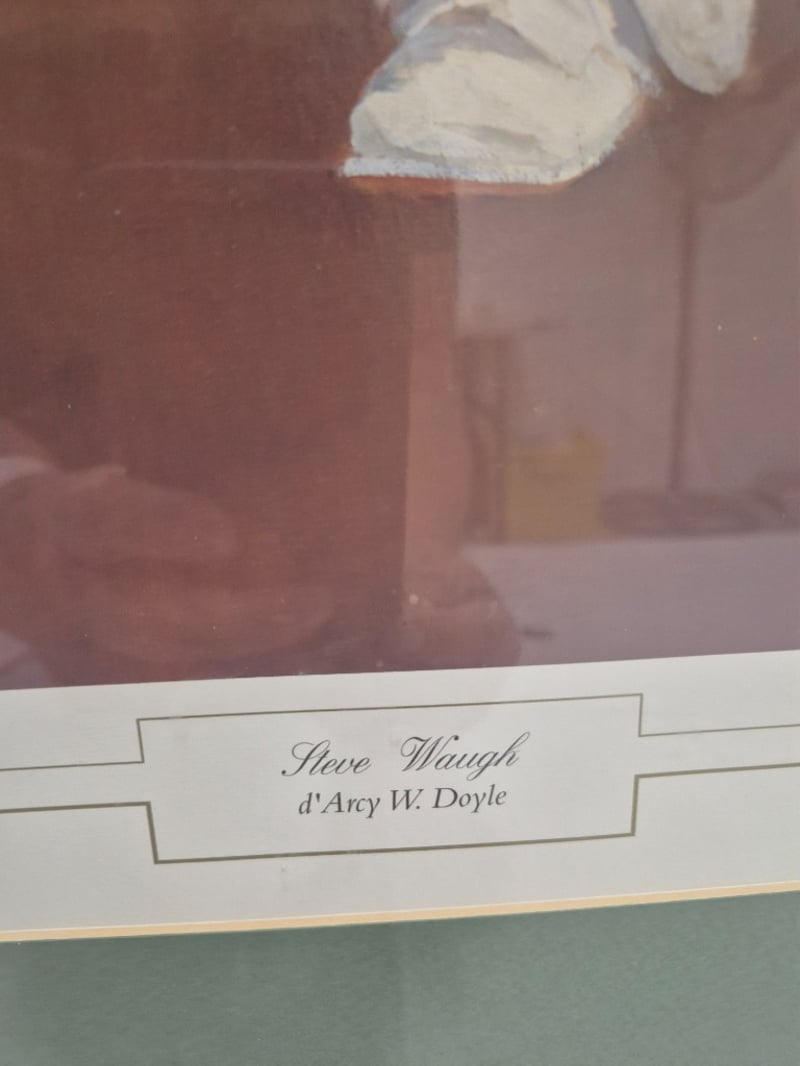 Steve Waugh
d'Arcy W. Doyle